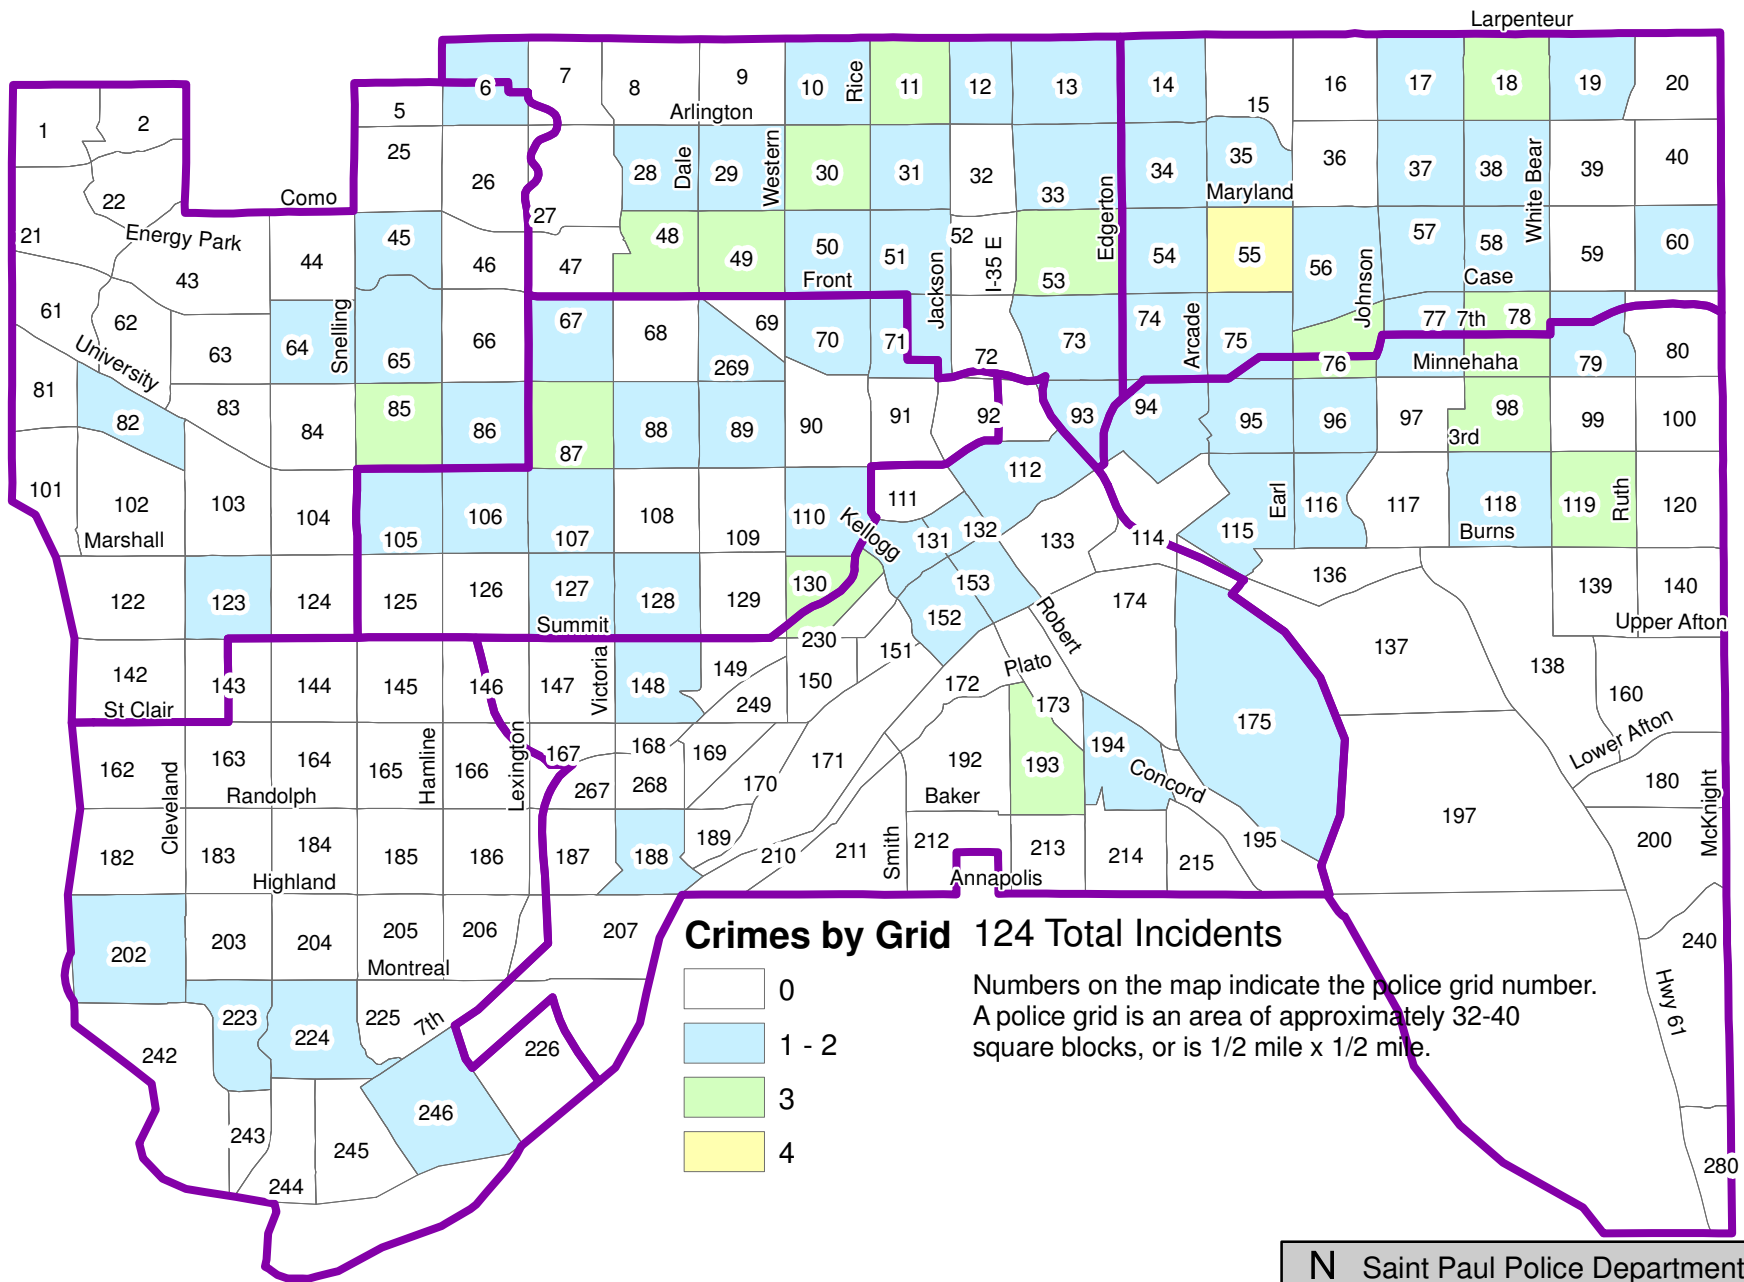 Larpenteur
1 2 5 6 7 8 9 10 Rice 11 12 13 14 15 16 17 18 19 20
Arlington
22 25 26 27 28 Dale 29 Western 30 31 32 33 Edgerton 34 35 36 37 38 White Bear 39 40
Como
Maryland
21 Energy Park 43 44 45 46 47 48 49 50 51 52 I-35 E 53 54 55 56 57 58 59 60
Front Jackson Johnson Case
61 62 63 64 Snelling 65 66 67 68 69 269 70 71 72 73 74 Arcade 75 76 77 7th 78 79 80
University
Minnehaha
81 82 83 84 85 86 87 88 89 90 91 92 93 94 95 96 97 98 99 100
3rd
101 102 103 104 105 106 107 108 109 110 Kellogg 111 112 131 132 133 114 115 Earl 116 117 118 119 Ruth 120
Marshall
Burns
122 123 124 125 126 127 128 129 130 230 152 153 Robert 174 136 139 140
Summit
Upper Afton
142 143 144 145 146 147 Victoria 148 149 249 150 151 172 Plato 173 175 137 138 160
St Clair
Lower Afton
162 Cleveland 163 164 165 Hamline 166 Lexington 167 267 168 268 169 170 171 192 193 194 Concord 197 180 McKnight
Randolph
Baker
182 183 184 185 186 187 188 189 210 211 Smith 212 213 214 215 195 200
Highland
Annapolis
202 203 204 205 206 207 240
Montreal
Hwy 61
242 223 224 225 7th 226
243 244 245 246 280
Crimes by Grid 124 Total Incidents
0
1 - 2
3
4
Numbers on the map indicate the police grid number.
A police grid is an area of approximately 32-40
square blocks, or is 1/2 mile x 1/2 mile.
N Saint Paul Police Department